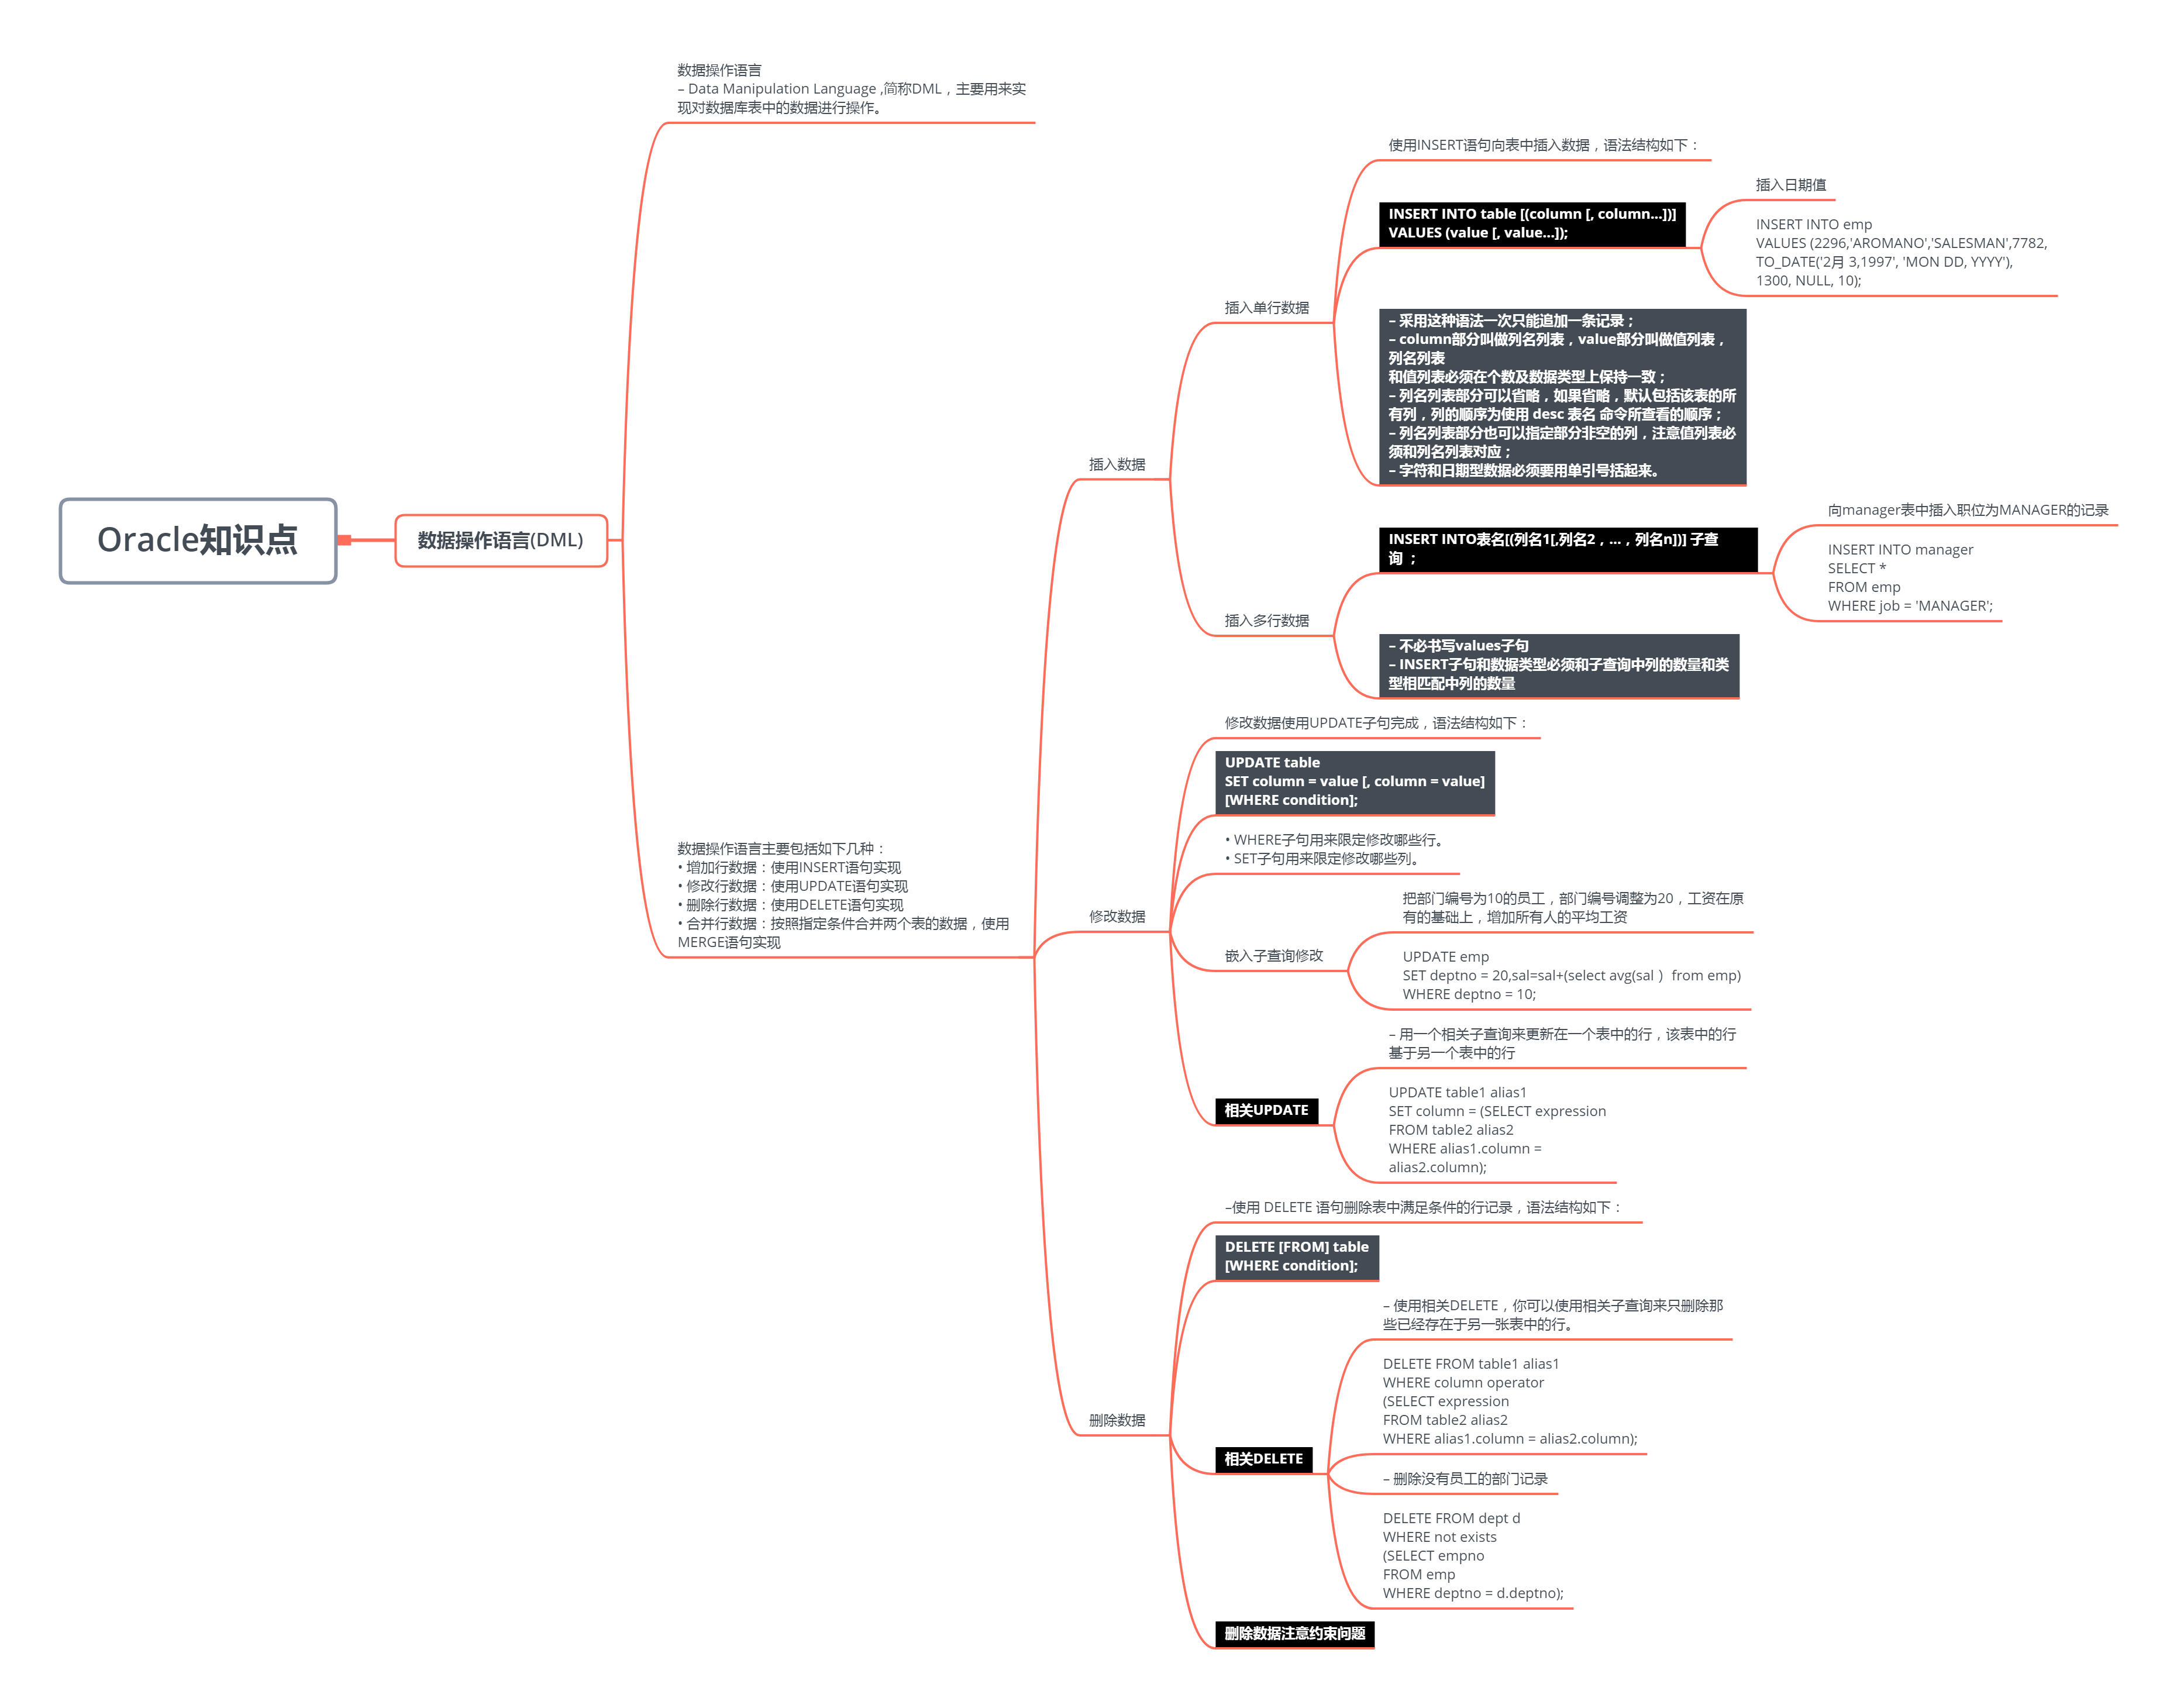 Oracle知识点
数据操作语言(DML)
数据操作语言
– Data Manipulation Language ,简称DML，主要用来实
现对数据库表中的数据进行操作。
数据操作语言主要包括如下几种：
• 增加行数据：使用INSERT语句实现
• 修改行数据：使用UPDATE语句实现
• 删除行数据：使用DELETE语句实现
• 合并行数据：按照指定条件合并两个表的数据，使用
MERGE语句实现
插入数据
插入单行数据
使用INSERT语句向表中插入数据，语法结构如下：
INSERT INTO table [(column [, column...])]
VALUES (value [, value...]);
插入日期值
INSERT INTO emp
VALUES (2296,'AROMANO','SALESMAN',7782,
TO_DATE('2月 3,1997', 'MON DD, YYYY'),
1300, NULL, 10);
– 采用这种语法一次只能追加一条记录；
– column部分叫做列名列表，value部分叫做值列表，
列名列表
和值列表必须在个数及数据类型上保持一致；
– 列名列表部分可以省略，如果省略，默认包括该表的所
有列，列的顺序为使用 desc 表名 命令所查看的顺序；
– 列名列表部分也可以指定部分非空的列，注意值列表必
须和列名列表对应；
– 字符和日期型数据必须要用单引号括起来。
插入多行数据
INSERT INTO表名[(列名1[,列名2，...，列名n])] 子查
询 ；
向manager表中插入职位为MANAGER的记录
INSERT INTO manager
SELECT *
FROM emp
WHERE job = 'MANAGER';
– 不必书写values子句
– INSERT子句和数据类型必须和子查询中列的数量和类
型相匹配中列的数量
修改数据
修改数据使用UPDATE子句完成，语法结构如下：
UPDATE table
SET column = value [, column = value]
[WHERE condition];
• WHERE子句用来限定修改哪些行。
• SET子句用来限定修改哪些列。
嵌入子查询修改
把部门编号为10的员工，部门编号调整为20，工资在原
有的基础上，增加所有人的平均工资
UPDATE emp
SET deptno = 20,sal=sal+(select avg(sal ） from emp)
WHERE deptno = 10;
相关UPDATE
– 用一个相关子查询来更新在一个表中的行，该表中的行
基于另一个表中的行
UPDATE table1 alias1
SET column = (SELECT expression
FROM table2 alias2
WHERE alias1.column =
alias2.column);
删除数据
–使用 DELETE 语句删除表中满足条件的行记录，语法结构如下：
DELETE [FROM] table
[WHERE condition];
相关DELETE
– 使用相关DELETE，你可以使用相关子查询来只删除那
些已经存在于另一张表中的行。
DELETE FROM table1 alias1
WHERE column operator
(SELECT expression
FROM table2 alias2
WHERE alias1.column = alias2.column);
– 删除没有员工的部门记录
DELETE FROM dept d
WHERE not exists
(SELECT empno
FROM emp
WHERE deptno = d.deptno);
删除数据注意约束问题